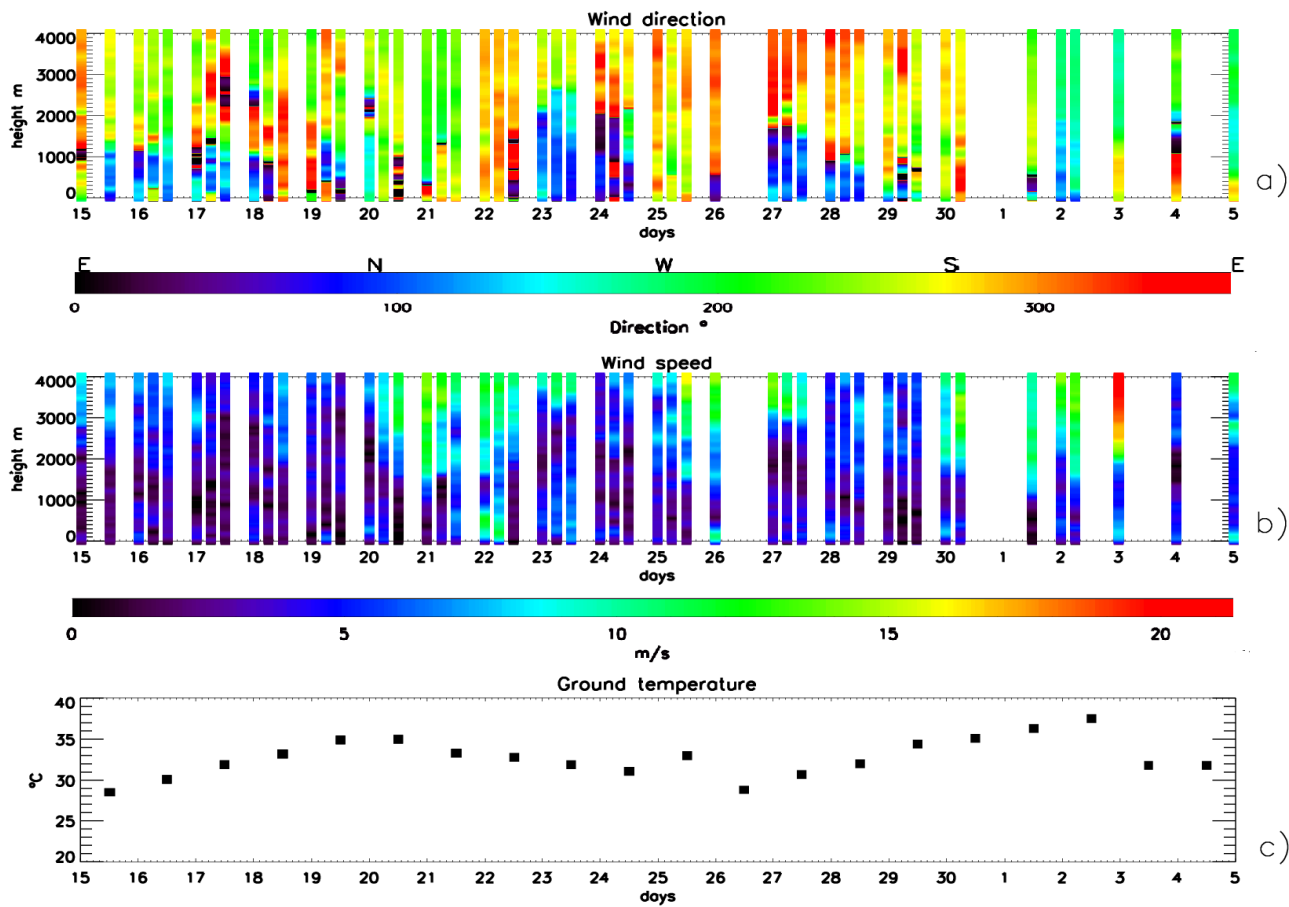 Wind direction
4000
3000
2000
1000
0
height m
15 16 17 18 19 20 21 22 23 24 25 26 27 28 29 30 1 2 3 4 5
days
a)
E N W S E
0 100 200 300
Direction °
Wind speed
4000
3000
2000
1000
0
height m
15 16 17 18 19 20 21 22 23 24 25 26 27 28 29 30 1 2 3 4 5
days
b)
0 5 10 15 20
m/s
Ground temperature
40
35
30
25
20
°C
15 16 17 18 19 20 21 22 23 24 25 26 27 28 29 30 1 2 3 4 5
days
c)